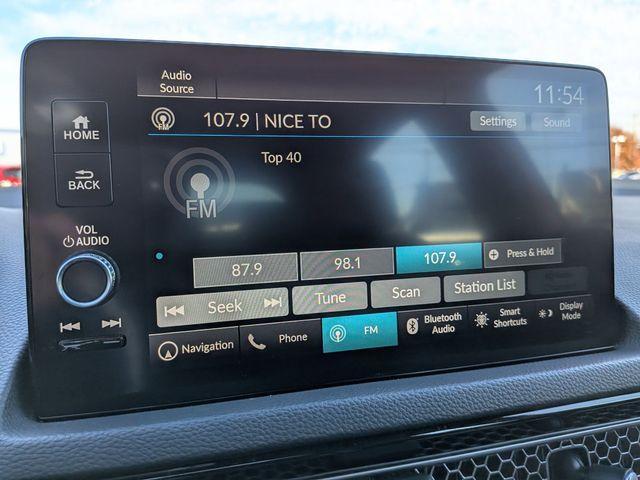 Audio
Source
11:54
HOME
FM
107.9 | NICE TO
Settings
Sound
BACK
Top 40
FM
VOL
AUDIO
87.9
98.1
107.9
Press & Hold
Seek
Tune
Scan
Station List
Navigation
Phone
FM
Bluetooth
Audio
Smart
Shortcuts
Display
Mode